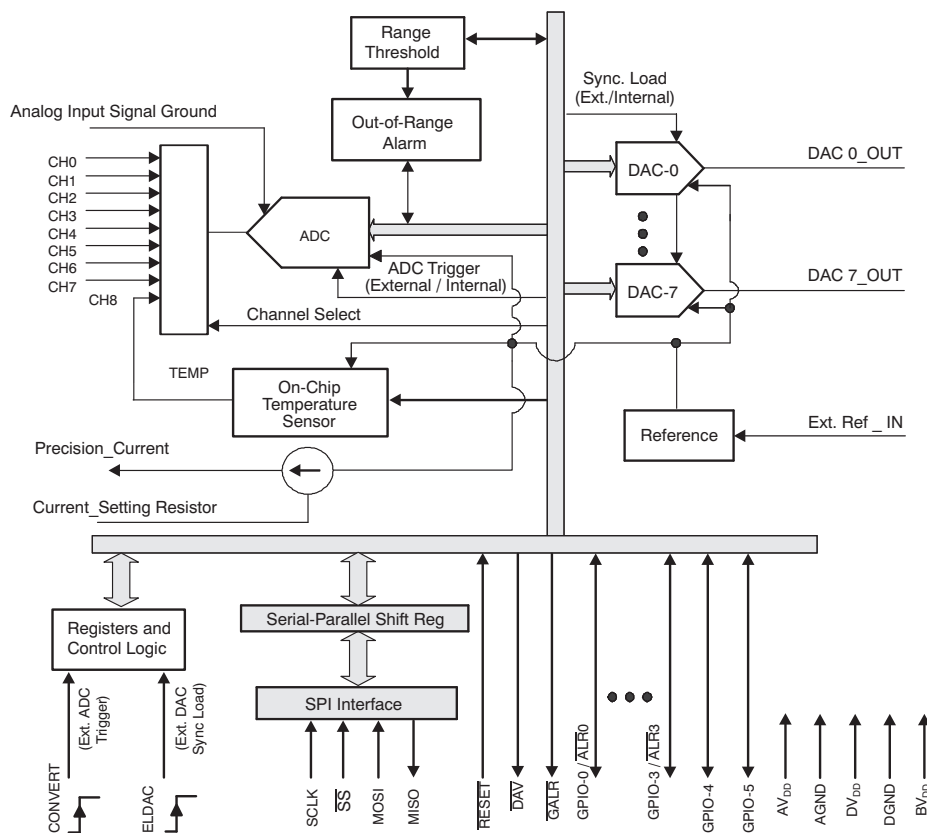 Range
Threshold
Sync. Load
(Ext./Internal)
Analog Input Signal Ground
Out-of-Range
Alarm
DAC 0_OUT
CH0
CH1
CH2
CH3
CH4
CH5
CH6
CH7
CH8
DAC-0
ADC
ADC Trigger
(External / Internal)
DAC 7_OUT
DAC-7
Channel Select
TEMP
On-Chip
Temperature
Sensor
Reference
Ext. Ref _ IN
Precision_Current
Current_Setting Resistor
Registers and
Control Logic
Serial-Parallel Shift Reg
SPI Interface
(Ext. ADC
Trigger)
(Ext. DAC
Sync Load)
CONVERT
ELDAC
SCLK
SS
MOSI
MISO
RESET
DAV
GALR
GPIO-0 / ALR0
GPIO-3 / ALR3
GPIO-4
GPIO-5
AVDD
AGND
DVDD
DGND
BVDD